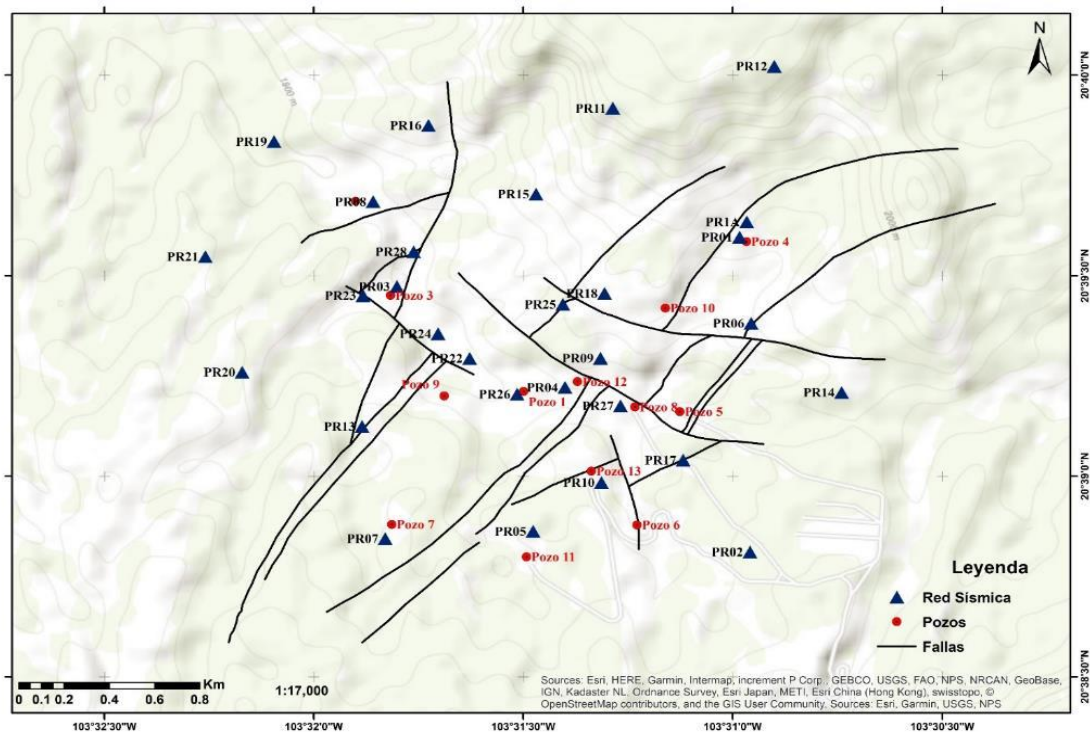 N
PR12
PR11
PR16
PR19
PR15
PR18
PR1A
PR01
Pozo 4
PR28
PR21
PR03
PR23
Pozo 3
PR18
PR25
Pozo 10
PR06
PR24
PR22
PR09
PR20
Pozo 9
PR26
Pozo 1
PR04
Pozo 12
PR14
PR27
Pozo 8
Pozo 5
PR13
PR17
Pozo 13
PR10
Pozo 7
PR07
PR05
Pozo 6
Pozo 11
PR02
1800 m
2000 m
Leyenda
Red Sísmica
Pozos
Fallas
Km
0 0.1 0.2 0.4 0.6 0.8
1:17,000
Sources: Esri, HERE, Garmin, Intermap, increment P Corp., GEBCO, USGS, FAO, NPS, NRCAN, GeoBase,
IGN, Kadaster NL, Ordnance Survey, Esri Japan, METI, Esri China (Hong Kong), swisstopo, ©
OpenStreetMap contributors, and the GIS User Community, Sources: Esri, Garmin, USGS, NPS
20°40'0"N
20°39'30"N
20°39'0"N
20°38'30"N
103°32'30"W
103°32'0"W
103°31'30"W
103°31'0"W
103°30'30"W